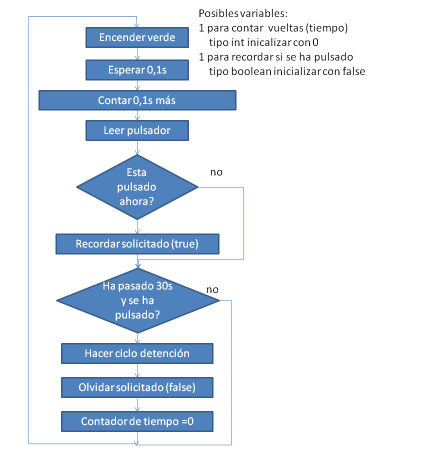 Posibles variables:
1 para contar vueltas (tiempo)
tipo int inicalizar con 0
1 para recordar si se ha pulsado
tipo boolean inicializar con false
Encender verde
Esperar 0,1s
Contar 0,1s más
Leer pulsador
Esta
pulsado
ahora?
no
Recordar solicitado (true)
Ha pasado 30s
y se ha
pulsado?
no
Hacer ciclo detención
Olvidar solicitado (false)
Contador de tiempo =0